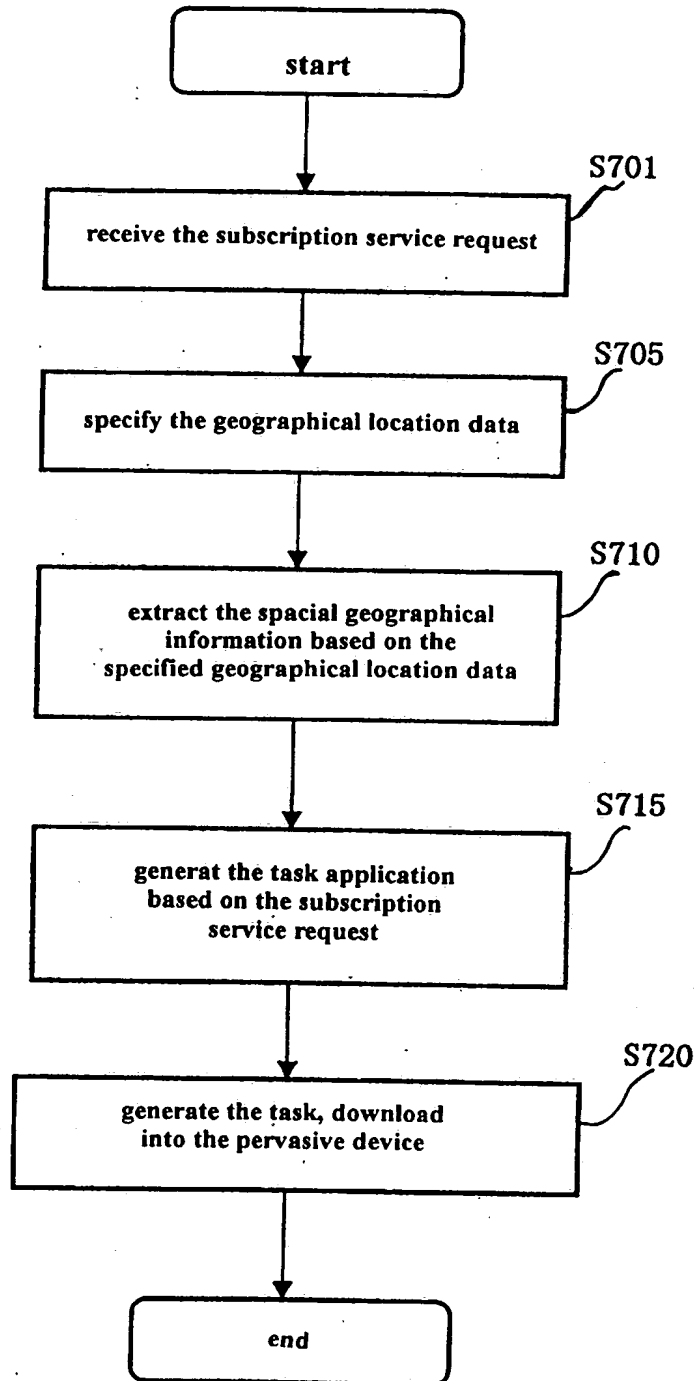 start
S701
receive the subscription service request
S705
specify the geographical location data
S710
extract the spacial geographical
information based on the
specified geographical location data
S715
generat the task application
based on the subscription
service request
S720
generate the task, download
into the pervasive device
end